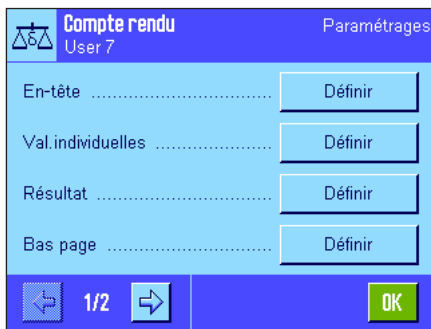 Compte rendu Paramétrages
User 7
En-tête ................................ Définir
Val.individuelles .................... Définir
Résultat ................................ Définir
Bas page ............................. Définir
1/2 OK